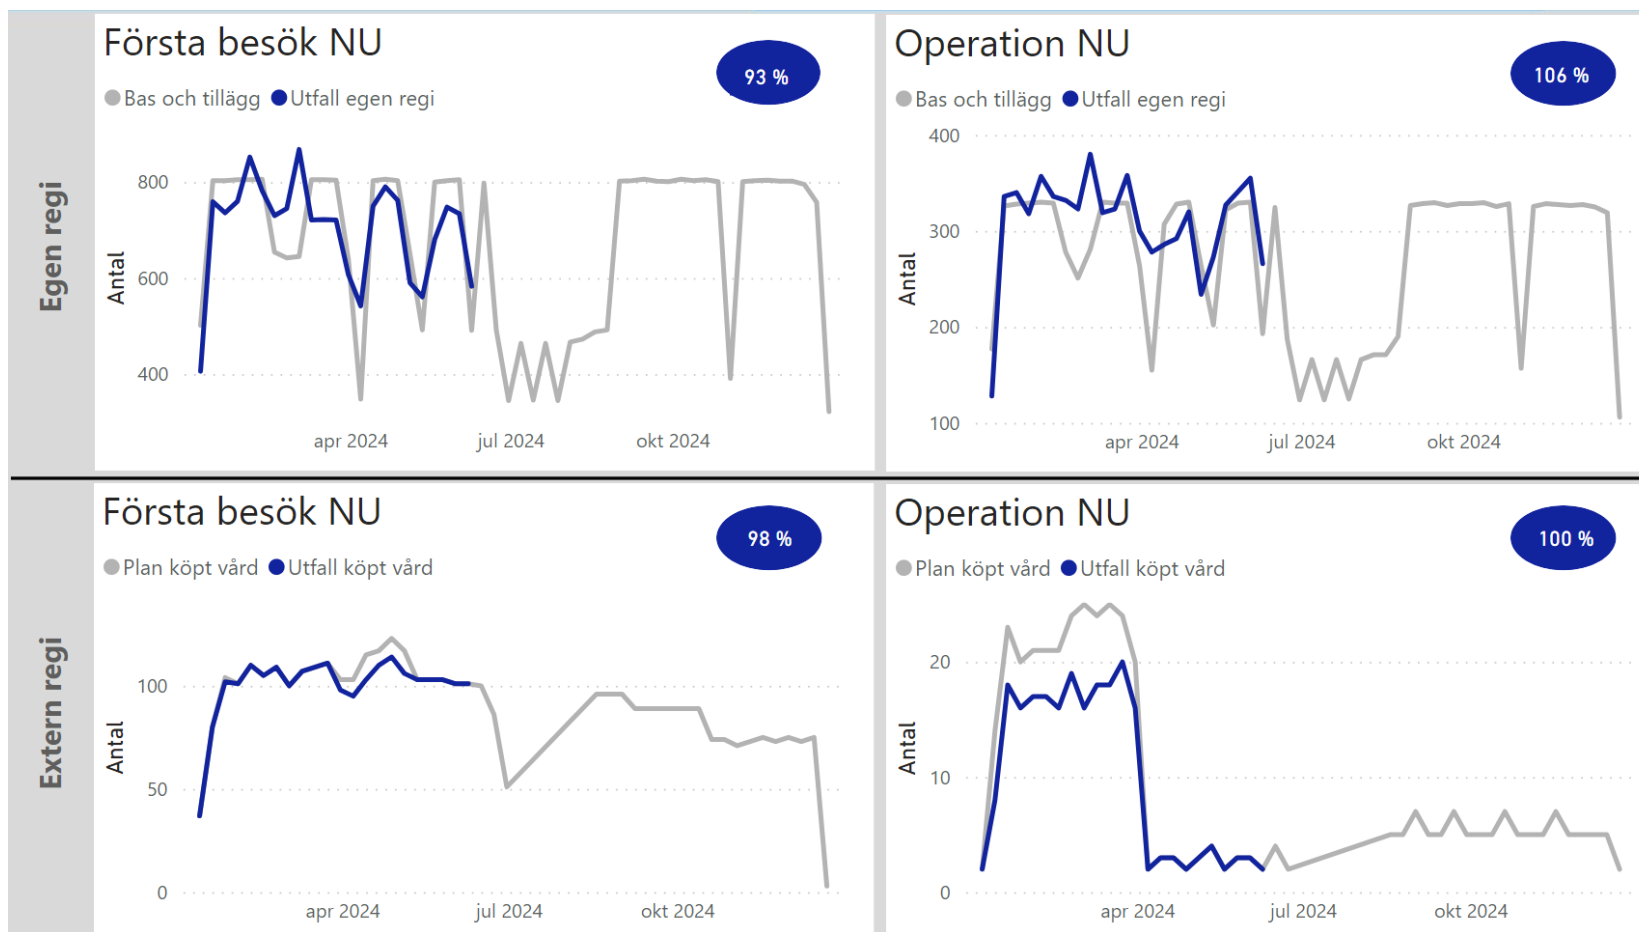 Egen regi
Första besök NU
93 %
Bas och tillägg Utfall egen regi
Antal
800
600
400
apr 2024 jul 2024 okt 2024
Operation NU
106 %
Bas och tillägg Utfall egen regi
Antal
400
300
200
100
apr 2024 jul 2024 okt 2024
Extern regi
Första besök NU
98 %
Plan köpt vård Utfall köpt vård
Antal
100
50
0
apr 2024 jul 2024 okt 2024
Operation NU
100 %
Plan köpt vård Utfall köpt vård
Antal
20
10
0
apr 2024 jul 2024 okt 2024